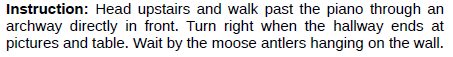 Instruction: Head upstairs and walk past the piano through an
archway directly in front. Turn right when the hallway ends at
pictures and table. Wait by the moose antlers hanging on the wall.